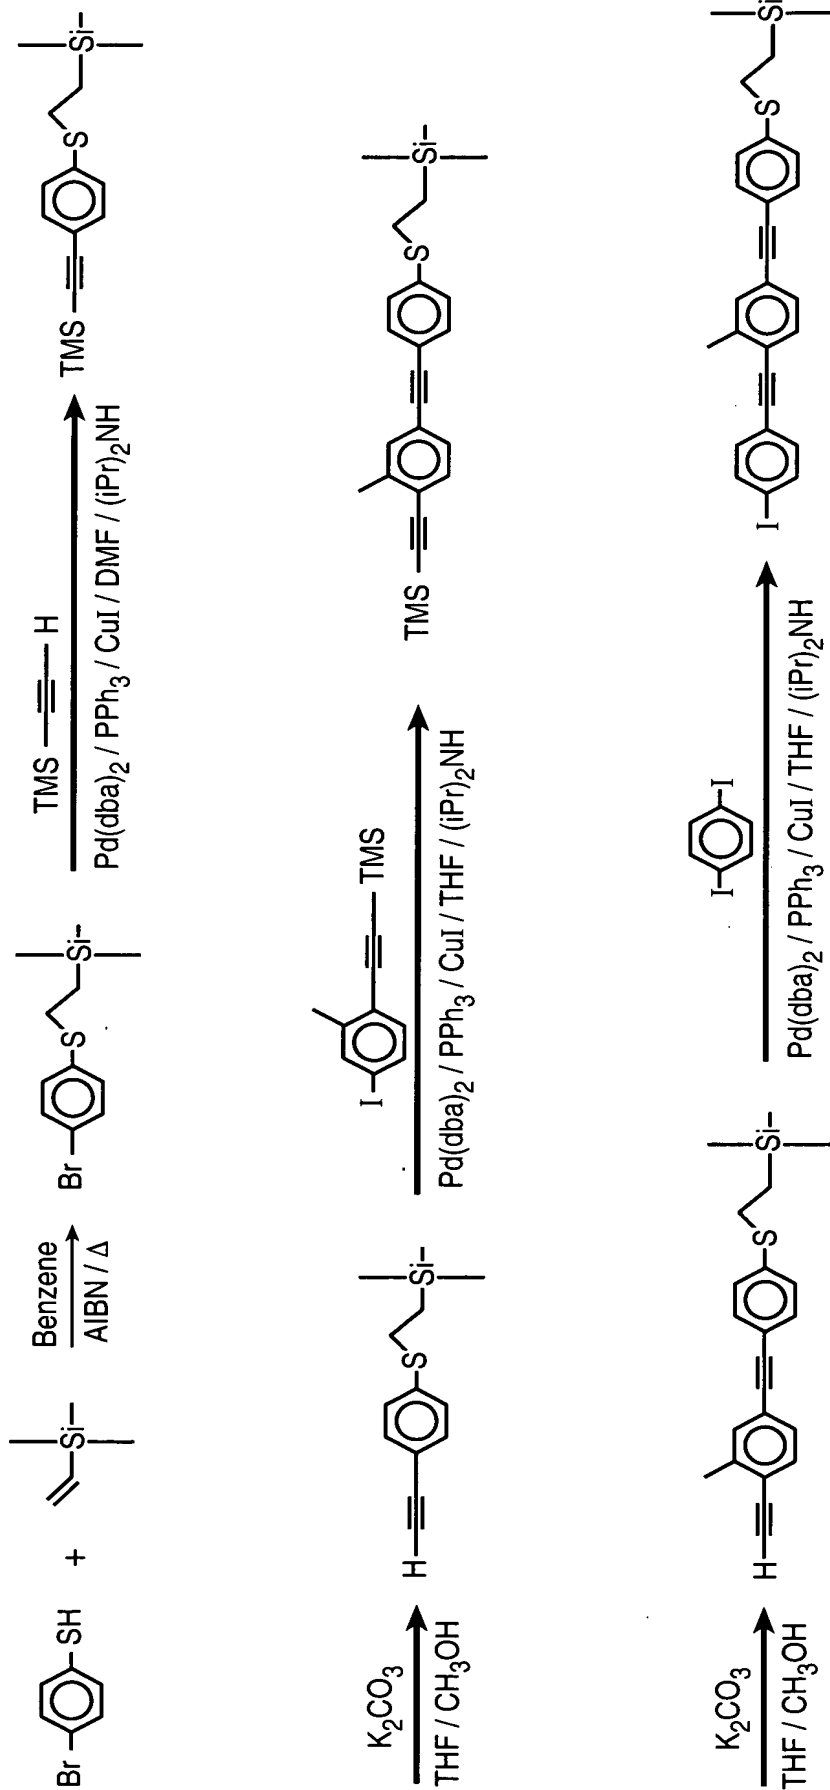 Br
SH
+
Si
Benzene
AIBN / Δ
Br
S
Si
TMS
H
Pd(dba)2 / PPh3 / CuI / DMF / (iPr)2NH
TMS
S
Si
K2CO3
THF / CH3OH
H
S
Si
I
TMS
Pd(dba)2 / PPh3 / CuI / THF / (iPr)2NH
TMS
S
Si
K2CO3
THF / CH3OH
H
S
Si
I
I
Pd(dba)2 / PPh3 / CuI / THF / (iPr)2NH
I
S
Si